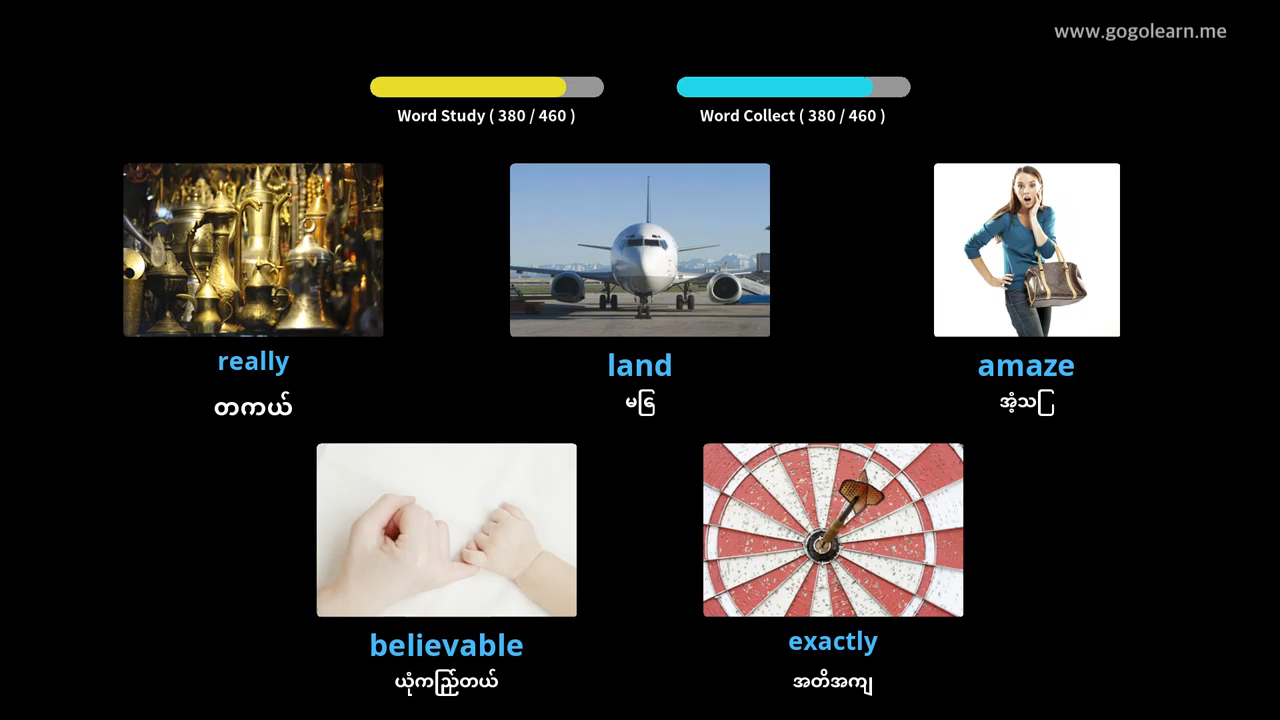 www.gogolearn.me
Word Study ( 380 / 460 )
Word Collect ( 380 / 460 )
really
land
amaze
တကယ်
မြေ
အံ့သြ
believable
exactly
ယုံကြည်တယ်
အတိအကျ